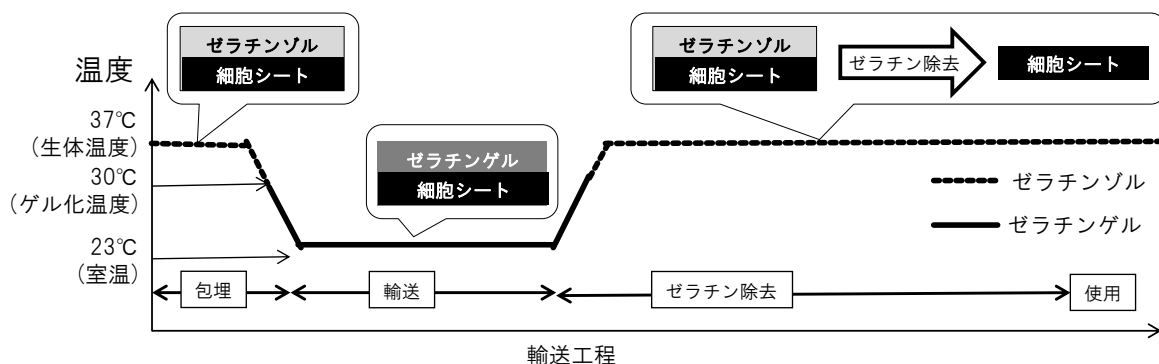 ゼラチンゾル
細胞シート
ゼラチンゾル
細胞シート
ゼラチン除去
細胞シート
温度
37℃
（生体温度）
30℃
（ゲル化温度）
23℃
（室温）
ゼラチンゲル
細胞シート
ゼラチンゾル
ゼラチンゲル
包埋
輸送
ゼラチン除去
使用
輸送工程